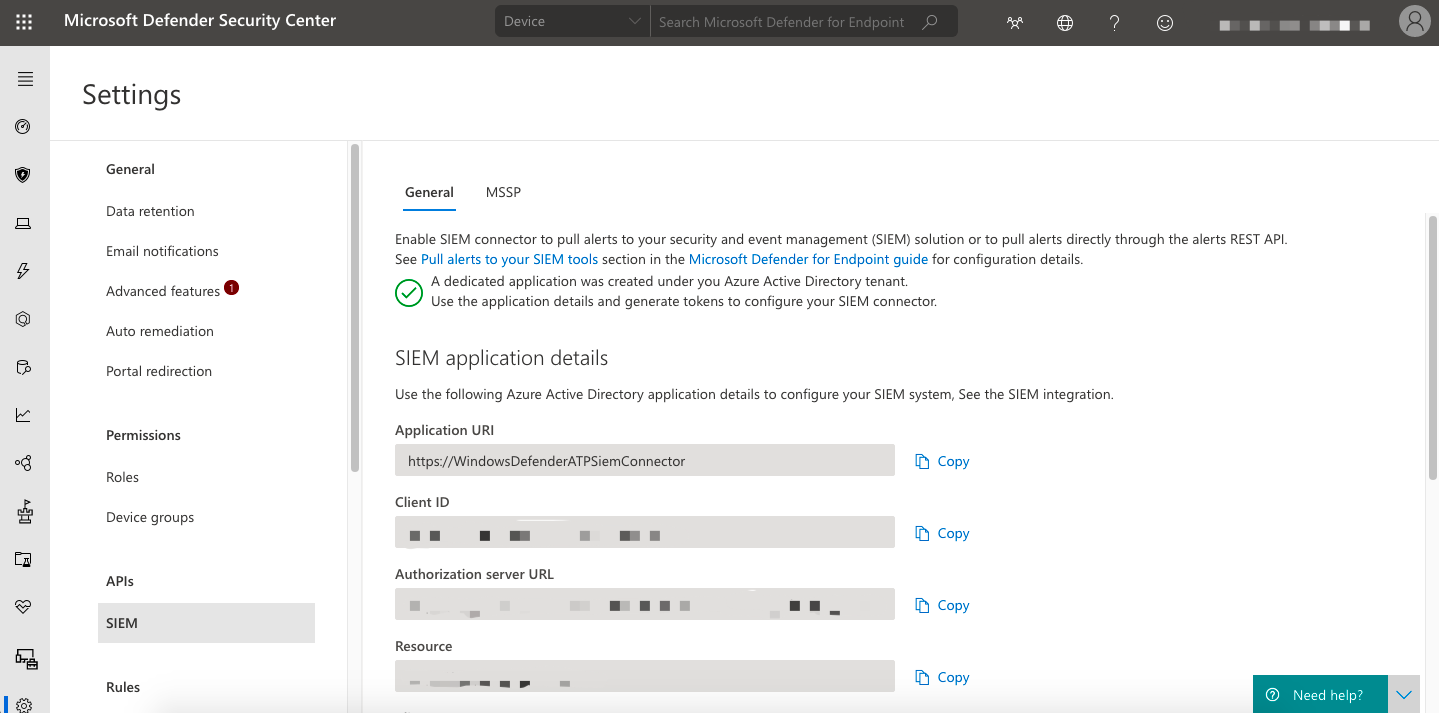 Microsoft Defender Security Center
Device
Search Microsoft Defender for Endpoint
Settings
General
Data retention
Email notifications
Advanced features 1
Auto remediation
Portal redirection
Permissions
Roles
Device groups
APIs
SIEM
Rules
General MSSP
Enable SIEM connector to pull alerts to your security and event management (SIEM) solution or to pull alerts directly through the alerts REST API.
See Pull alerts to your SIEM tools section in the Microsoft Defender for Endpoint guide for configuration details.
A dedicated application was created under you Azure Active Directory tenant.
Use the application details and generate tokens to configure your SIEM connector.
SIEM application details
Use the following Azure Active Directory application details to configure your SIEM system, See the SIEM integration.
Application URI
https://WindowsDefenderATPSiemConnector Copy
Client ID
Copy
Authorization server URL
Copy
Resource
Copy
Need help?